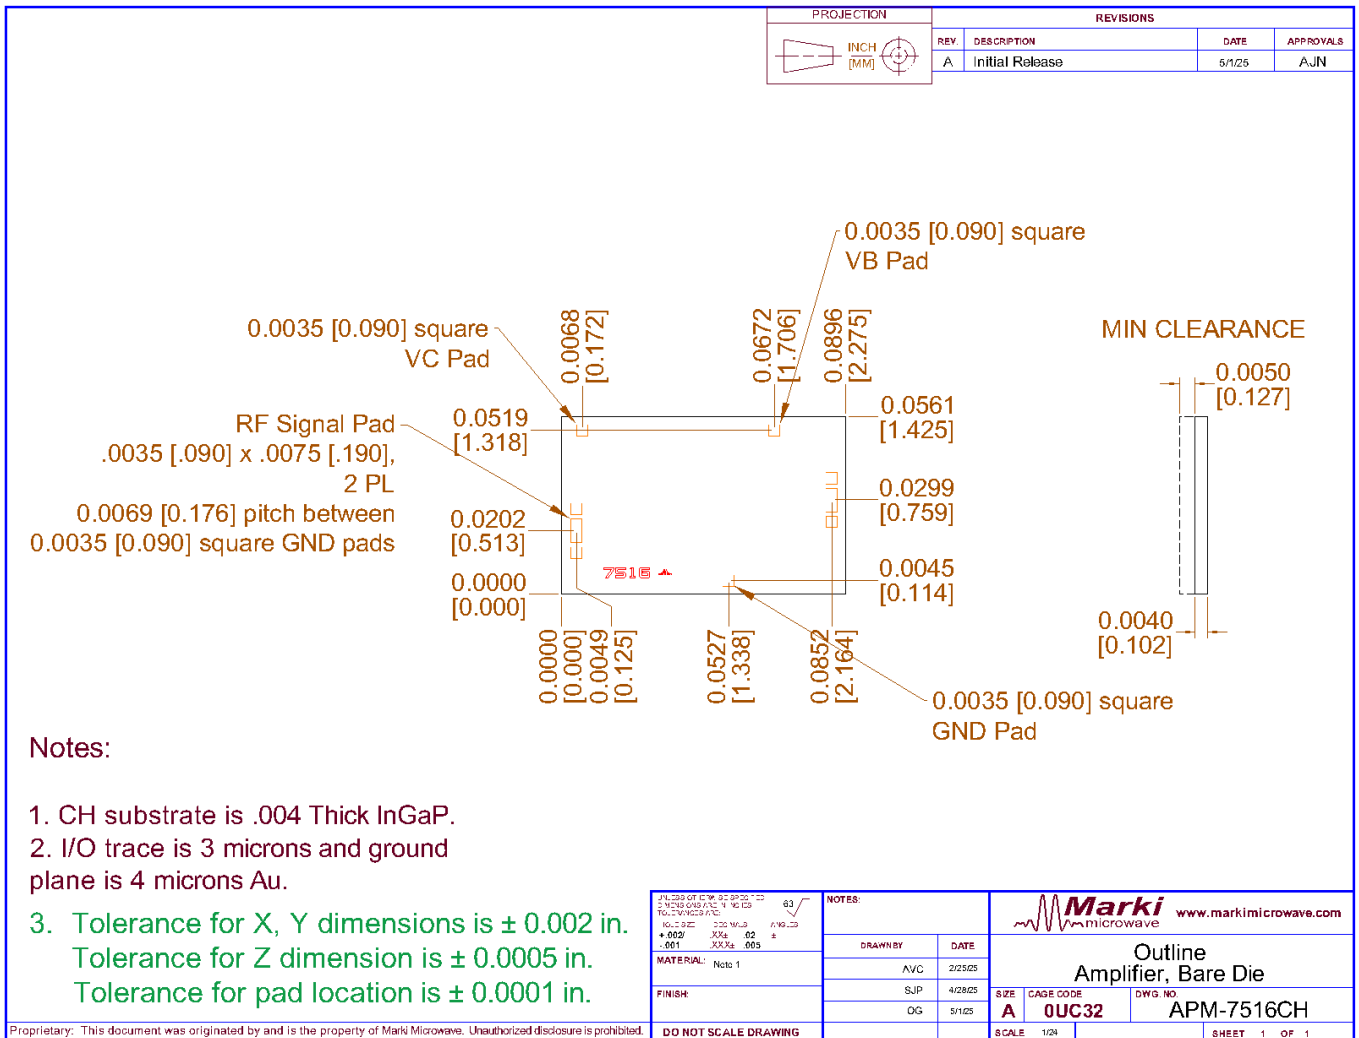 PROJECTION
INCH
[MM]
REVISIONS
REV. DESCRIPTION DATE APPROVALS
A Initial Release 5/1/25 AJN
0.0035 [0.090] square
VB Pad
0.0035 [0.090] square
VC Pad
0.0068
[0.172]
0.0672
[1.706]
0.0896
[2.275]
MIN CLEARANCE
0.0050
[0.127]
RF Signal Pad
.0035 [.090] x .0075 [.190],
2 PL
0.0069 [0.176] pitch between
0.0035 [0.090] square GND pads
0.0519
[1.318]
0.0561
[1.425]
0.0299
[0.759]
0.0202
[0.513]
7516
0.0045
[0.114]
0.0000
[0.000]
0.0040
[0.102]
0.0000
[0.000]
0.0049
[0.125]
0.0527
[1.338]
0.0852
[2.164]
0.0035 [0.090] square
GND Pad
Notes:
1. CH substrate is .004 Thick InGaP.
2. I/O trace is 3 microns and ground
plane is 4 microns Au.
3. Tolerance for X, Y dimensions is ± 0.002 in.
Tolerance for Z dimension is ± 0.0005 in.
Tolerance for pad location is ± 0.0001 in.
Proprietary: This document was originated by and is the property of Marki Microwave. Unauthorized disclosure is prohibited.
63
+.002/ .XX± .02 ±
-.001 .XXX± .005
MATERIAL: Note 1
FINISH:
DO NOT SCALE DRAWING
NOTES:
DRAWN BY DATE
AVC 2/25/25
SJP 4/28/25
OG 5/1/25
Marki
microwave
www.markimicrowave.com
Outline
Amplifier, Bare Die
SIZE CAGE CODE DWG. NO.
A 0UC32 APM-7516CH
SCALE 1/24 SHEET 1 OF 1